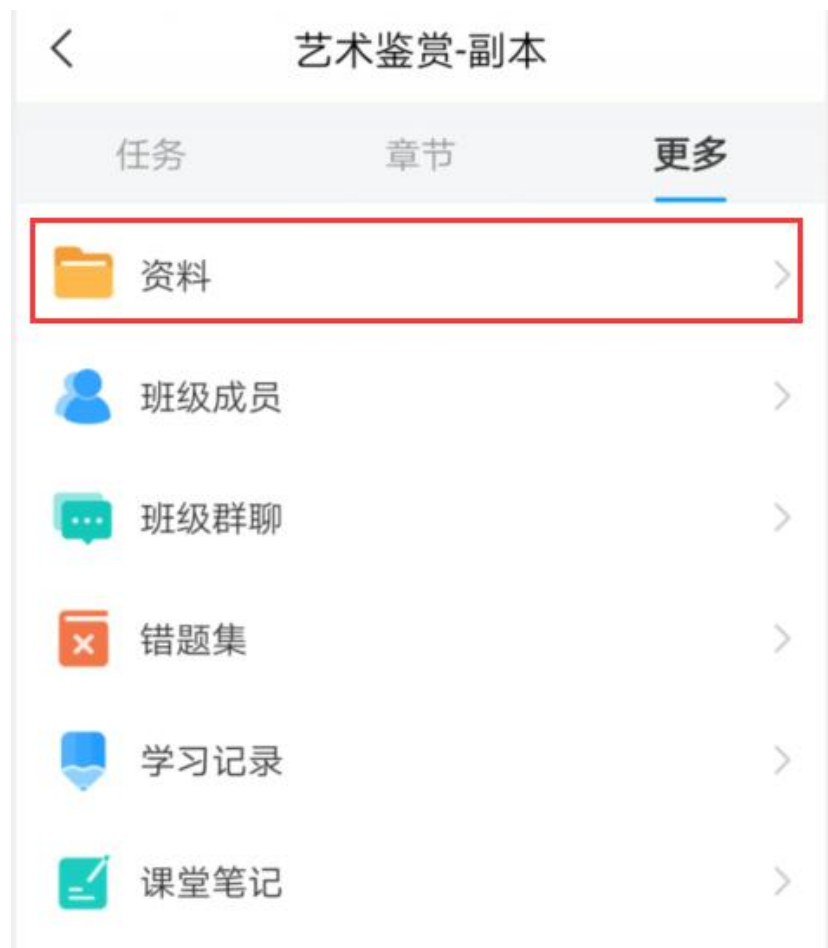 艺术鉴赏-副本
任务 章节 更多
资料
班级成员
班级群聊
错题集
学习记录
课堂笔记